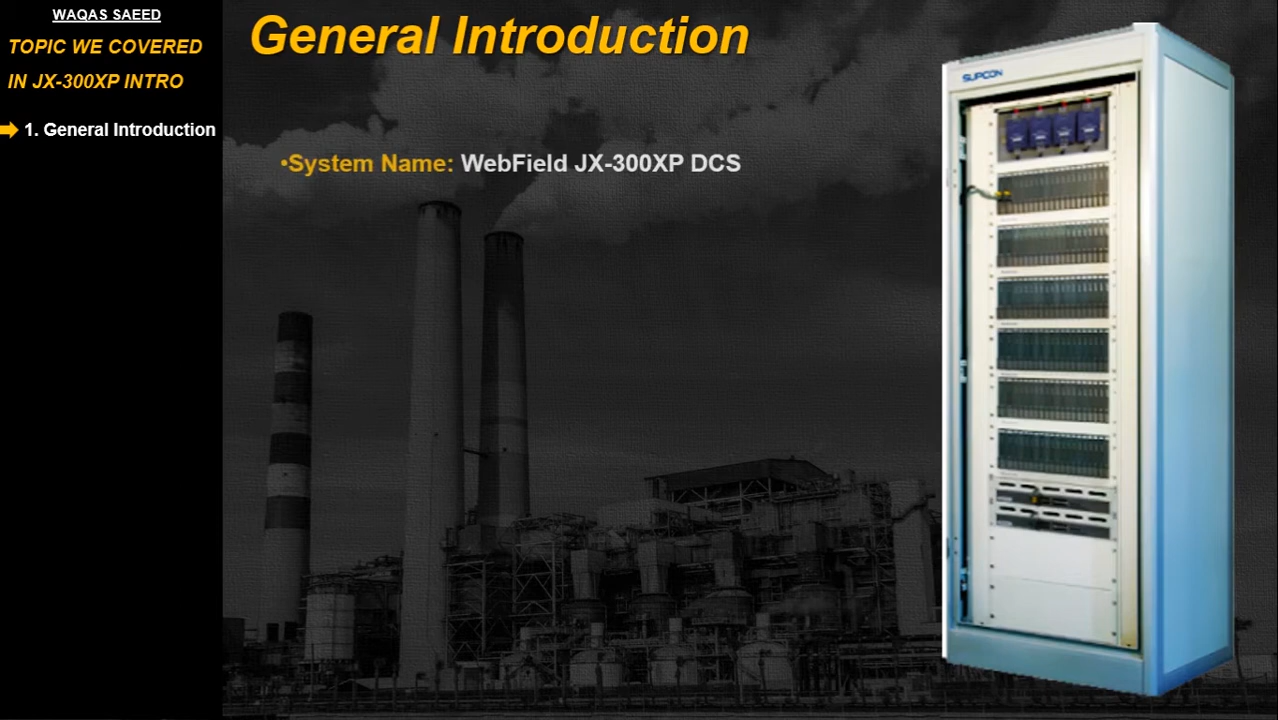 WAQAS SAEED
TOPIC WE COVERED
IN JX-300XP INTRO
1. General Introduction
General Introduction
•System Name: WebField JX-300XP DCS
SUPCON